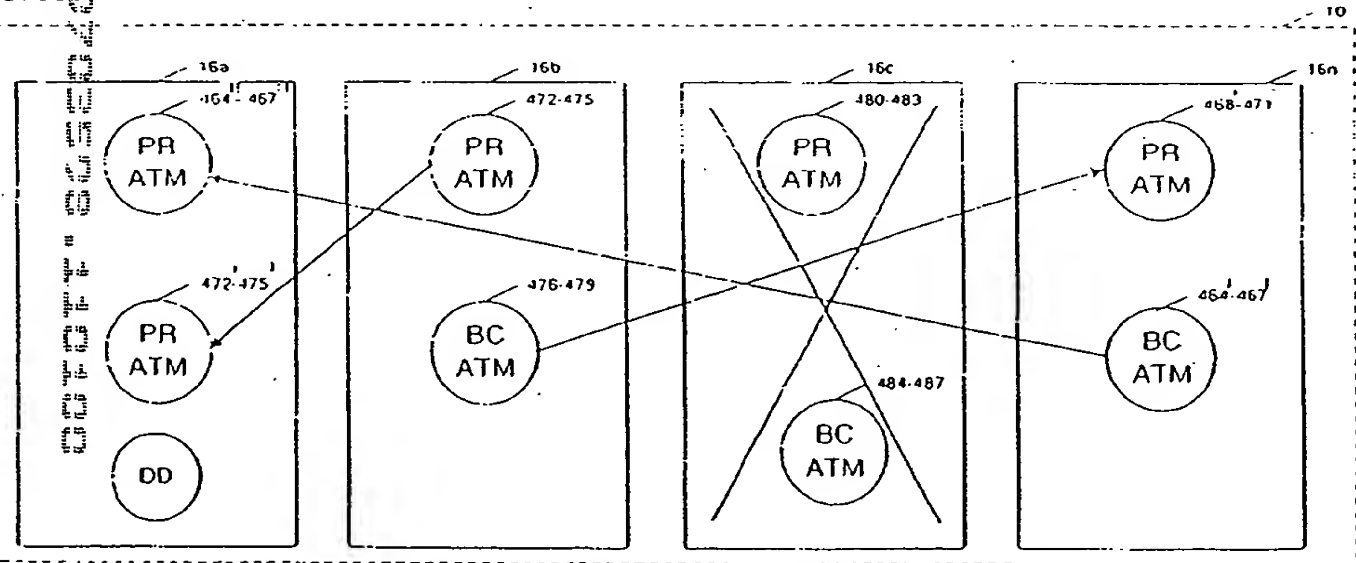 10
16a
16b
16c
16n
464'-467'
472-475
480-483
468'-471'
PR
ATM
PR
ATM
PR
ATM
PR
ATM
472'-475'
476-479
464'-467'
PR
ATM
BC
ATM
BC
ATM
484-487
BC
ATM
DD